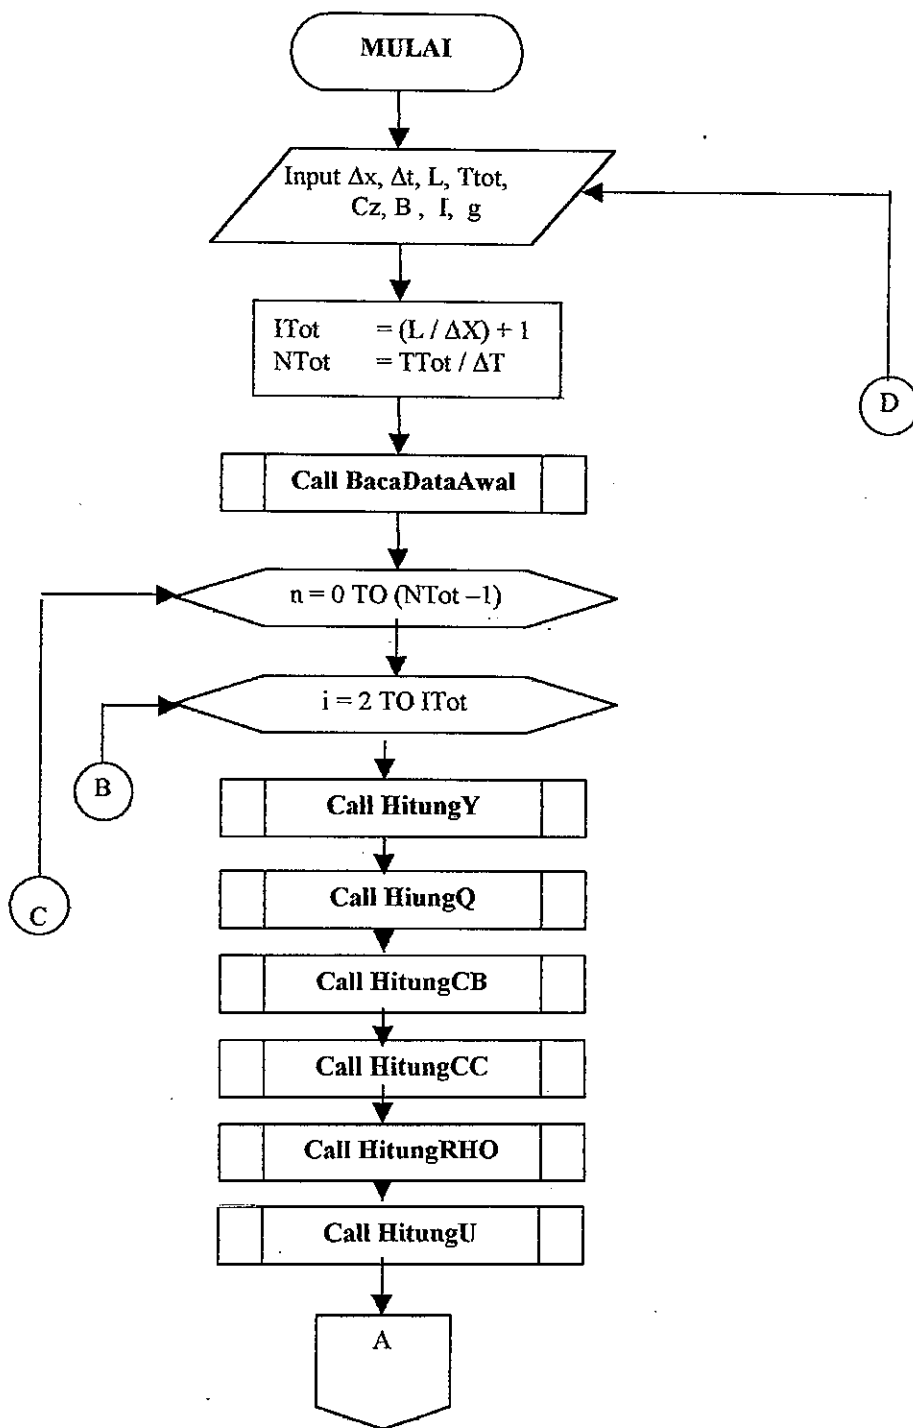 MULAI
Input Δx, Δt, L, Ttot,
Cz, B , I, g
ITot = (L / ΔX) + 1
NTot = TTot / ΔT
D
Call BacaDataAwal
n = 0 TO (NTot –1)
i = 2 TO ITot
B
Call HitungY
Call HiungQ
C
Call HitungCB
Call HitungCC
Call HitungRHO
Call HitungU
A